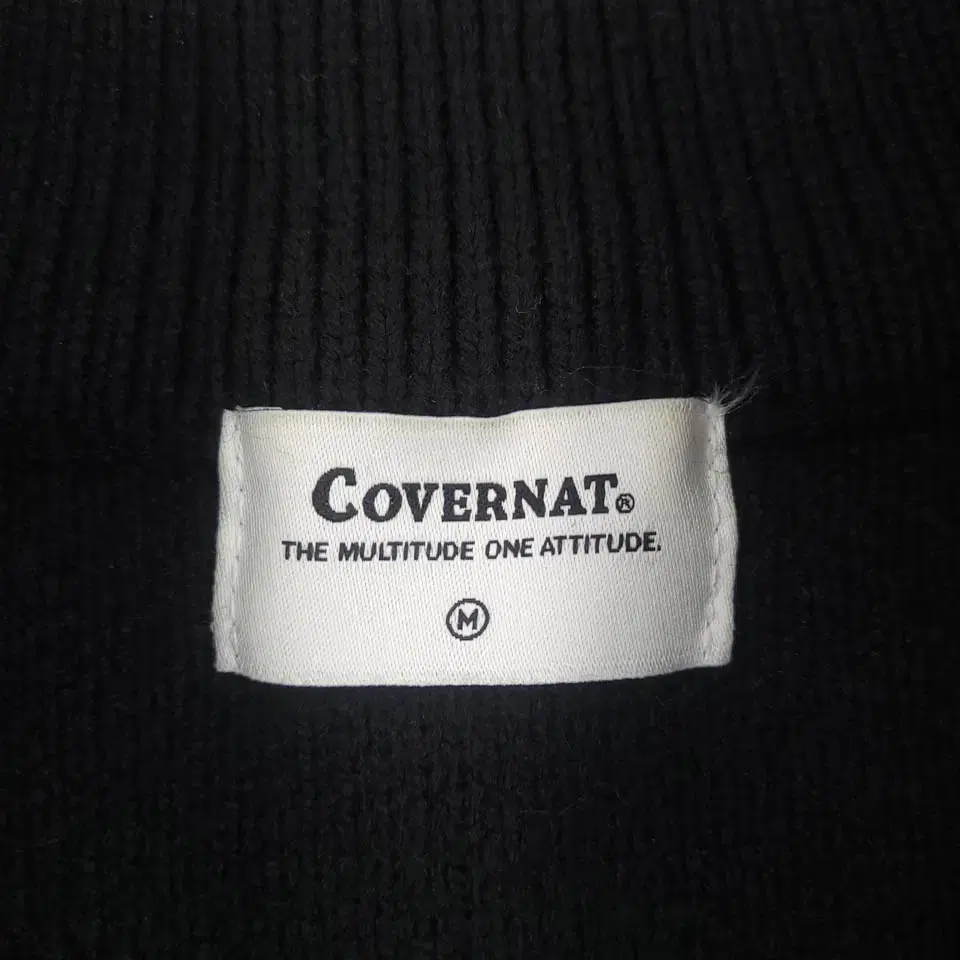 COVERNAT®
THE MULTITUDE ONE ATTITUDE.
M